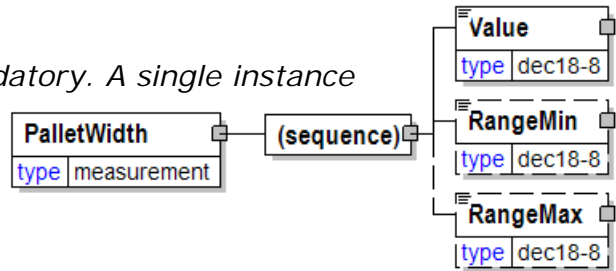 Value
type dec18-8
datory. A single instance
PalletWidth
type measurement
(sequence)
RangeMin
type dec18-8
RangeMax
type dec18-8